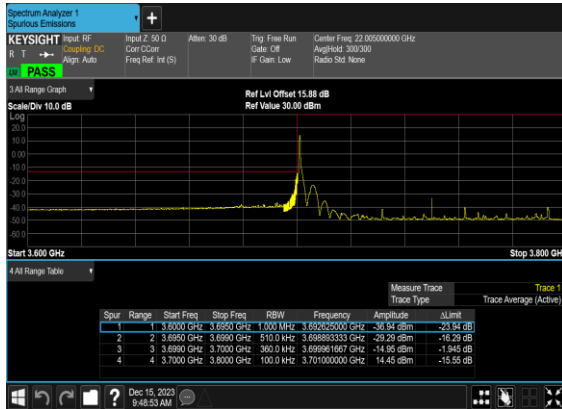 Spectrum Analyzer 1
Spurious Emissions
KEYSIGHT Input: RF Input Z: 50 Ω Atten: 30 dB Trig: Free Run Center Freq: 22.005000000 GHz
R T Coupling: DC Corr CCorr Gate: Off Avg|Hold: 300/300
Align: Auto Freq Ref: Int (S) IF Gain: Low Radio Std: None
PASS
3 All Range Graph
Ref Lvl Offset 15.88 dB
Scale/Div 10.0 dB Ref Value 30.00 dBm
Log
20.0
10.0
0.00
-10.0
-20.0
-30.0
-40.0
-50.0
-60.0
Start 3.600 GHz Stop 3.800 GH
4 All Range Table
Measure Trace Trace 1
Trace Type Trace Average (Active)
Spur Range Start Freq Stop Freq RBW Frequency Amplitude ΔLimit
1 1 3.6000 GHz 3.6950 GHz 1.000 MHz 3.692625000 GHz -36.94 dBm -23.94 dB
2 2 3.6950 GHz 3.6990 GHz 510.0 kHz 3.698893333 GHz -29.29 dBm -16.29 dB
3 3 3.6990 GHz 3.7000 GHz 360.0 kHz 3.699961667 GHz -14.95 dBm -1.945 dB
4 4 3.7000 GHz 3.8000 GHz 100.0 kHz 3.701000000 GHz 14.45 dBm -15.55 dB
? Dec 15, 2023
9:48:53 AM